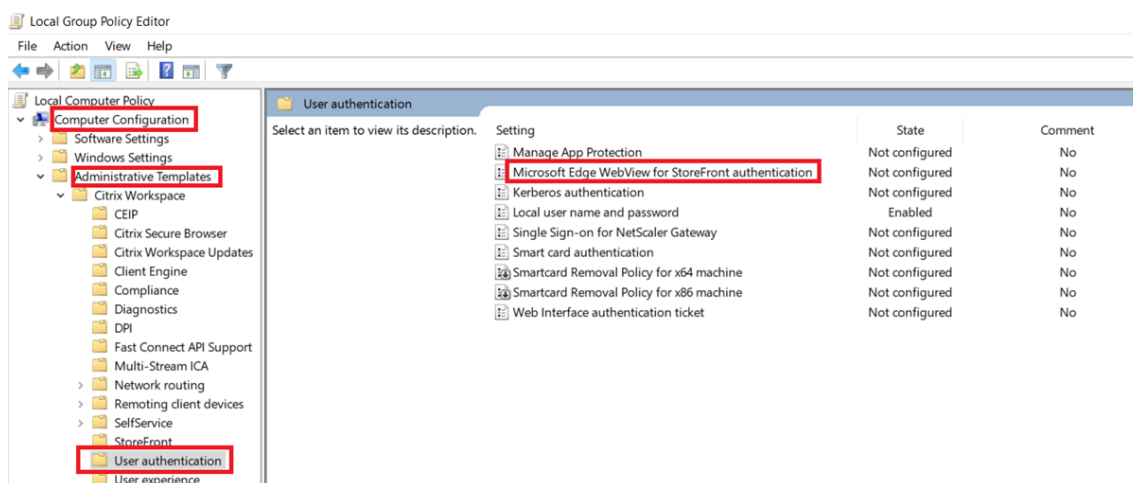 Local Group Policy Editor
File Action View Help
Local Computer Policy
Computer Configuration
Software Settings
Windows Settings
Administrative Templates
Citrix Workspace
CEIP
Citrix Secure Browser
Citrix Workspace Updates
Client Engine
Compliance
Diagnostics
DPI
Fast Connect API Support
Multi-Stream ICA
Network routing
Remoting client devices
SelfService
StoreFront
User authentication
User experience
User authentication
Select an item to view its description.
Setting State Comment
Manage App Protection Not configured No
Microsoft Edge WebView for StoreFront authentication Not configured No
Kerberos authentication Not configured No
Local user name and password Enabled No
Single Sign-on for NetScaler Gateway Not configured No
Smart card authentication Not configured No
Smartcard Removal Policy for x64 machine Not configured No
Smartcard Removal Policy for x86 machine Not configured No
Web Interface authentication ticket Not configured No